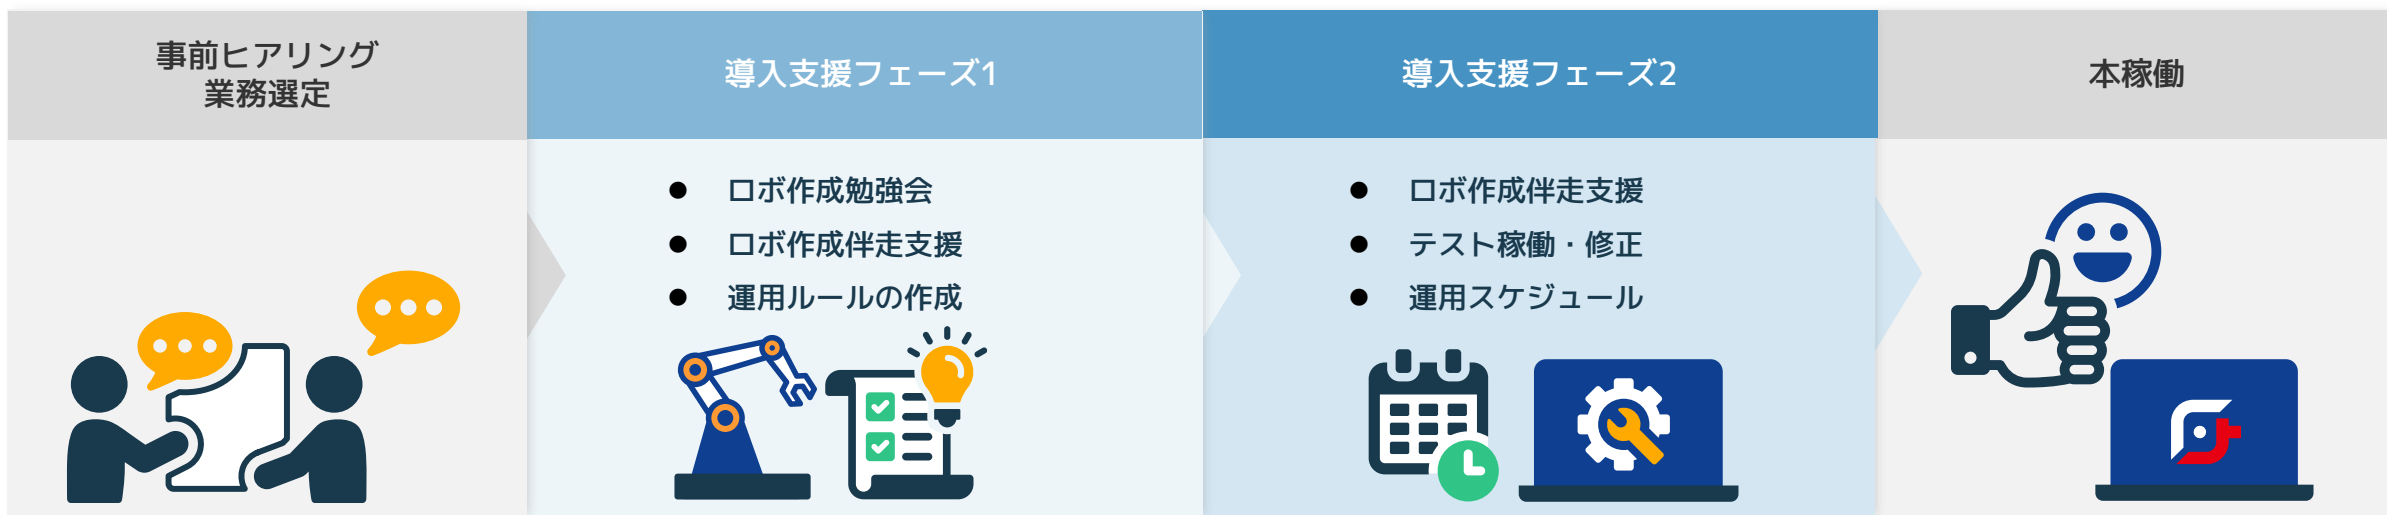 事前ヒアリング
業務選定
導入支援フェーズ1
● ロボ作成勉強会
● ロボ作成伴走支援
● 運用ルールの作成
導入支援フェーズ2
● ロボ作成伴走支援
● テスト稼働・修正
● 運用スケジュール
本稼働